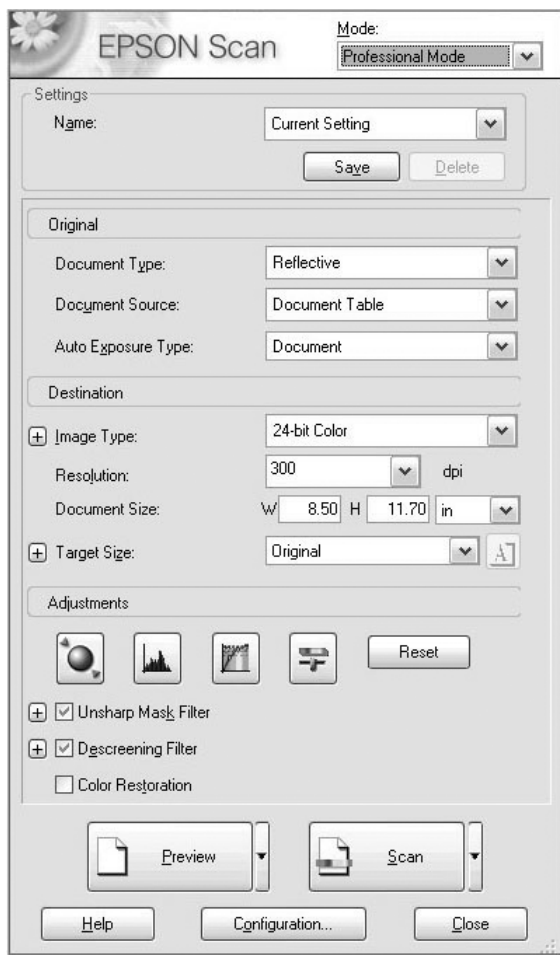 EPSON Scan
Mode:
Professional Mode
Settings
Name: Current Setting
Save Delete
Original
Document Type: Reflective
Document Source: Document Table
Auto Exposure Type: Document
Destination
Image Type: 24-bit Color
Resolution: 300 dpi
Document Size: W 8.50 H 11.70 in
Target Size: Original A
Adjustments
Reset
Unsharp Mask Filter
Descreening Filter
Color Restoration
Preview Scan
Help Configuration... Close